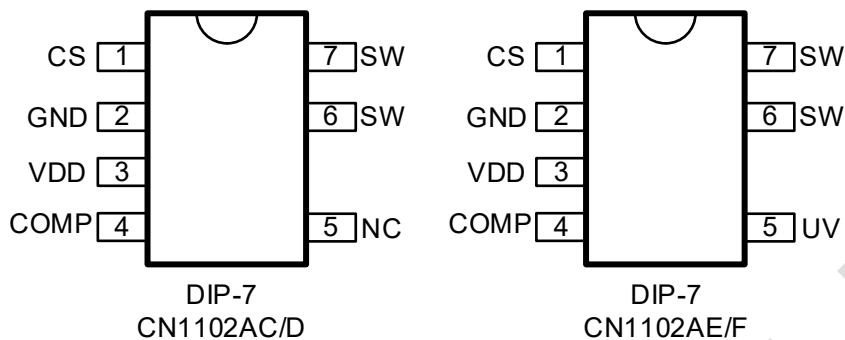 CS 1 7 SW
GND 2 6 SW
VDD 3
COMP 4 5 NC
DIP-7
CN1102AC/D
CS 1 7 SW
GND 2 6 SW
VDD 3
COMP 4 5 UV
DIP-7
CN1102AE/F